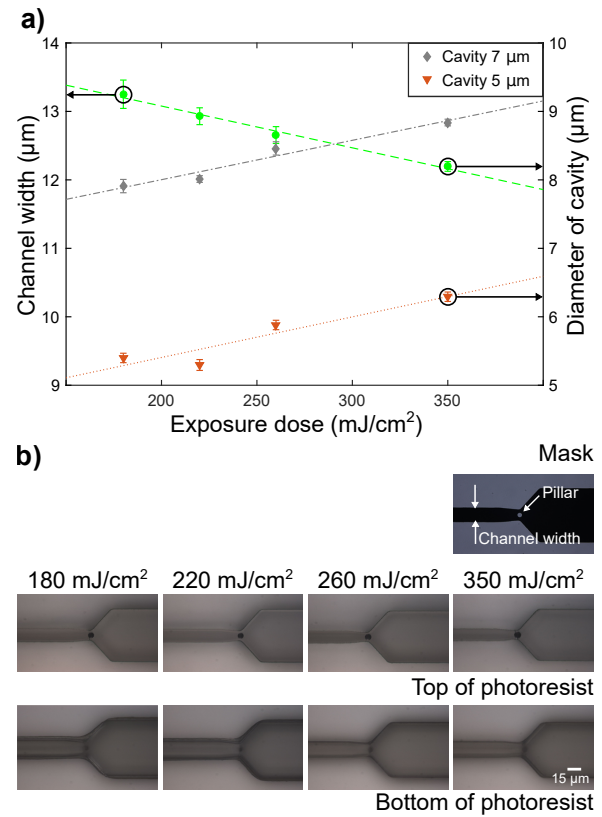 a)
14
13
12
11
10
9
Channel width (μm)
200
250
300
350
Exposure dose (mJ/cm²)
10
9
8
7
6
5
Diameter of cavity (μm)
Cavity 7 μm
Cavity 5 μm
b)
Mask
Pillar
Channel width
180 mJ/cm² 220 mJ/cm² 260 mJ/cm² 350 mJ/cm²
Top of photoresist
15 μm
Bottom of photoresist